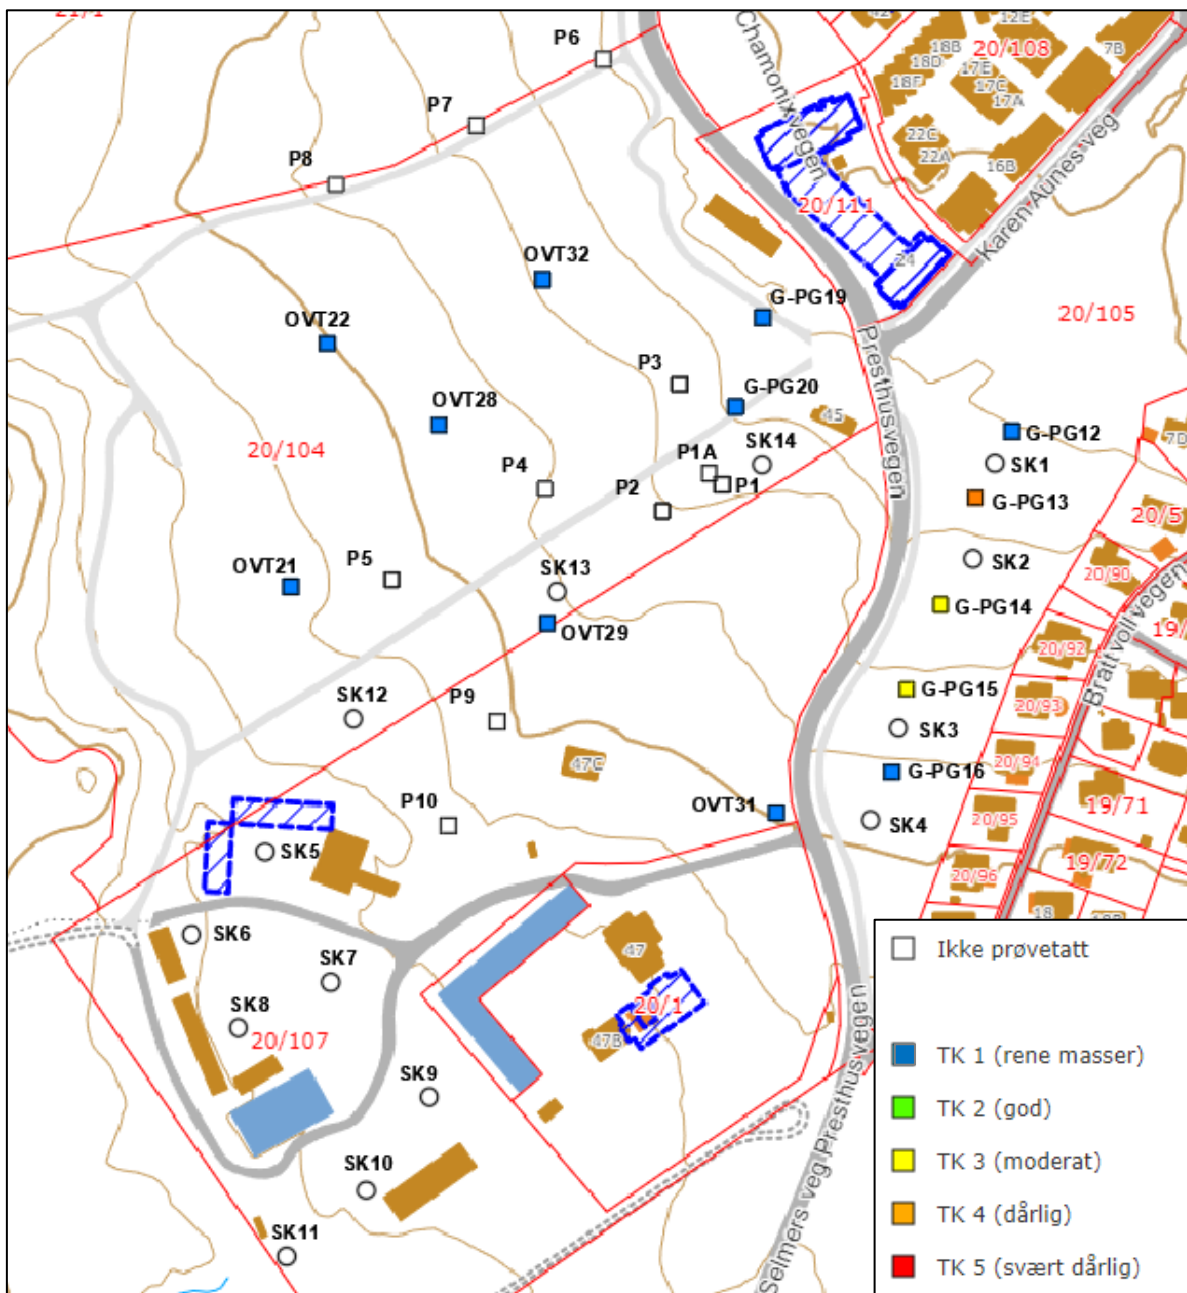 P6
12E
20/108
18B
7B
18D
17E
18F
17C
17A
Chamonixvegen
P7
22C
22A
16B
P8
20/111
Karen Aunes veg
OVT32
24
G-PG19
20/105
OVT22
Presthusvegen
P3
G-PG20
OVT28
45
20/104
SK14
G-PG12
7D
P1A
P4
SK1
P1
P2
G-PG13
20/5
SK2
P5
SK13
20/90
OVT21
G-PG14
OVT29
19/
20/92
Brattvollvegen
SK12
P9
G-PG15
20/93
SK3
47C
20/94
G-PG16
P10
OVT31
19/71
SK4
20/95
SK5
19/72
20/96
SK6
18
47
SK7
20/1
SK8
20/107
47B
SK9
Presthusvegen
SK10
Selmers veg
SK11
Ikke prøvetatt
TK 1 (rene masser)
TK 2 (god)
TK 3 (moderat)
TK 4 (dårlig)
TK 5 (svært dårlig)